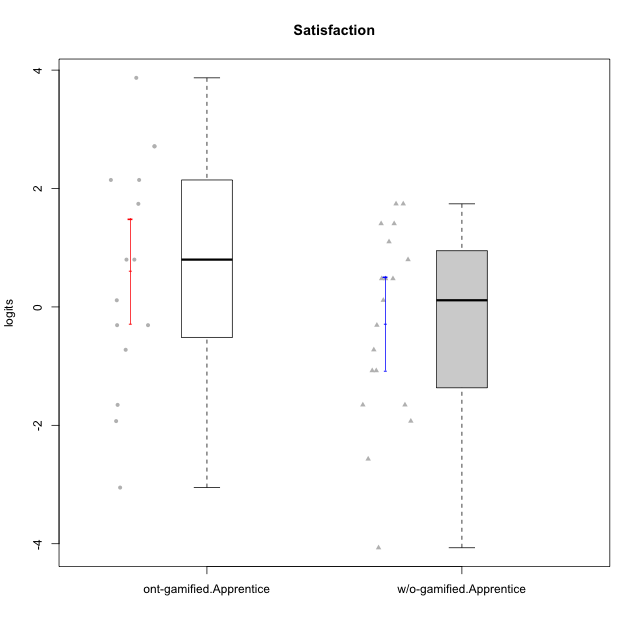 Satisfaction
4
2
0
-2
-4
logits
ont-gamified.Apprentice
w/o-gamified.Apprentice